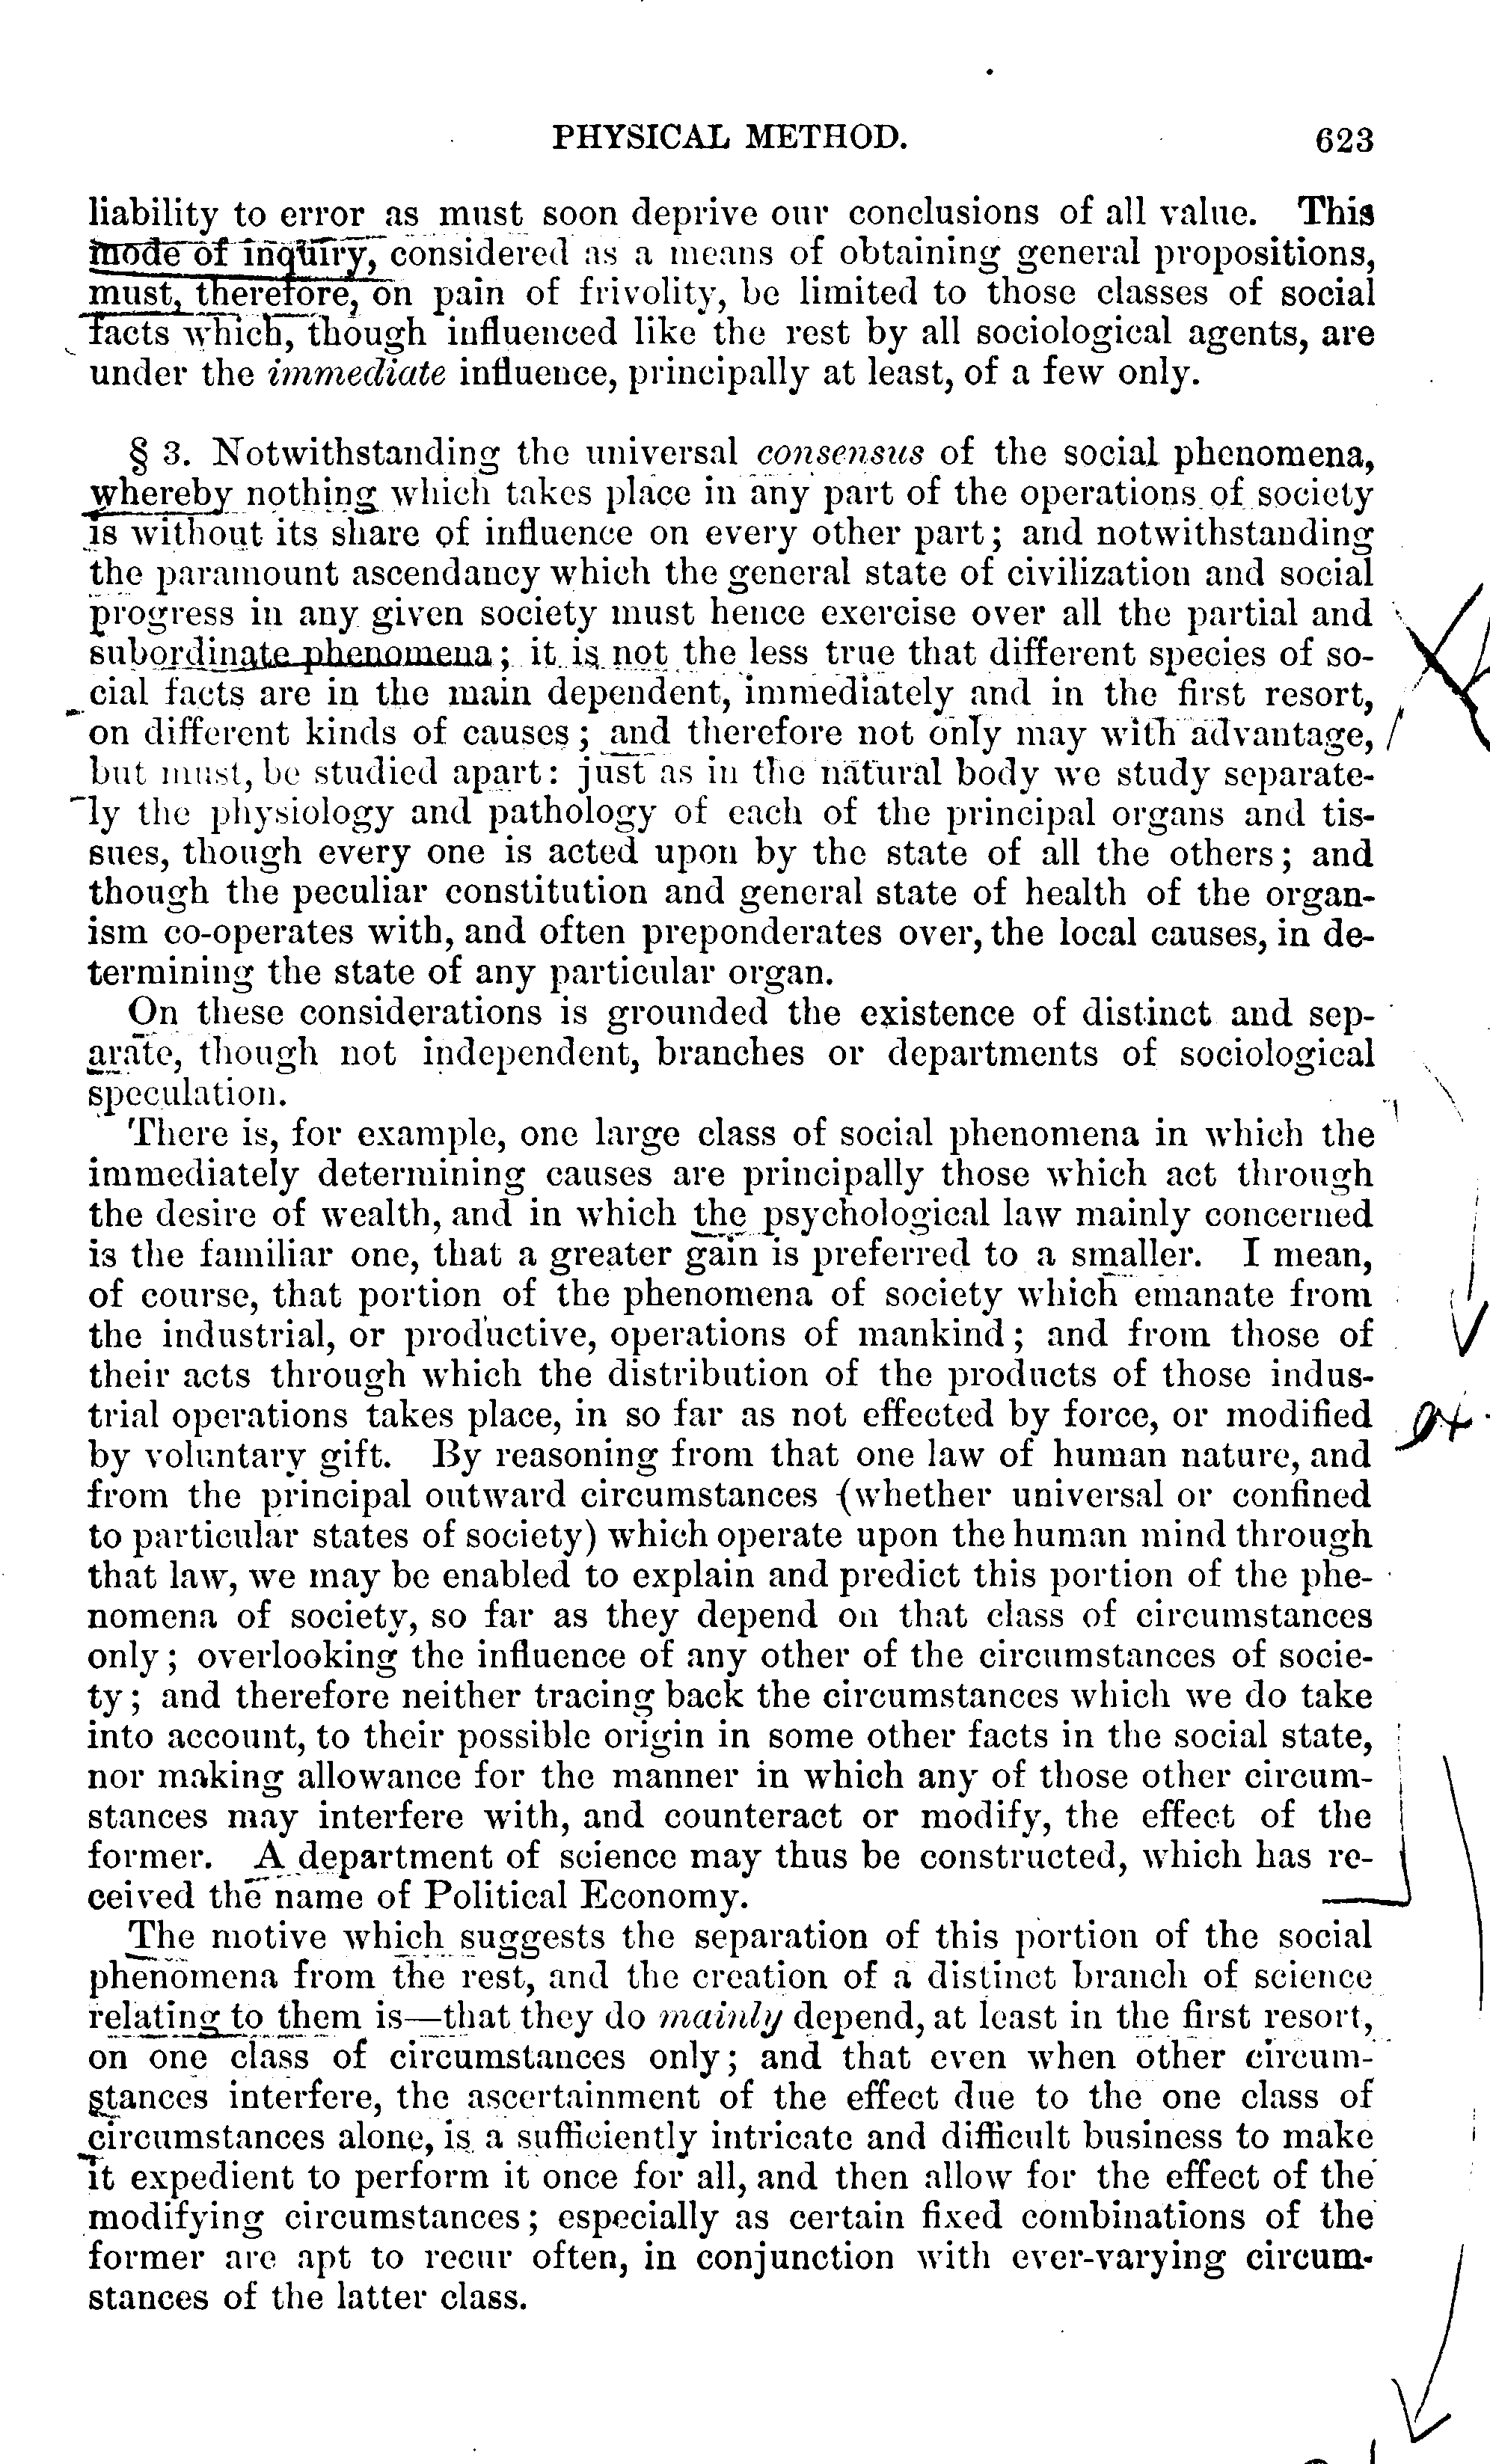 PHYSICAL METHOD. 623
liability to error as must soon deprive our conclusions of all value. This
mode of inquiry, considered as a means of obtaining general propositions,
must, therefore, on pain of frivolity, be limited to those classes of social
facts which, though influenced like the rest by all sociological agents, are
under the immediate influence, principally at least, of a few only.
§ 3. Notwithstanding the universal consensus of the social phenomena,
whereby nothing which takes place in any part of the operations of society
is without its share of influence on every other part; and notwithstanding
the paramount ascendancy which the general state of civilization and social
progress in any given society must hence exercise over all the partial and
subordinate phenomena; it is not the less true that different species of so-
cial facts are in the main dependent, immediately and in the first resort,
on different kinds of causes; and therefore not only may with advantage,
but must, be studied apart: just as in the natural body we study separate-
ly the physiology and pathology of each of the principal organs and tis-
sues, though every one is acted upon by the state of all the others; and
though the peculiar constitution and general state of health of the organ-
ism co-operates with, and often preponderates over, the local causes, in de-
termining the state of any particular organ.
On these considerations is grounded the existence of distinct and sep-
arate, though not independent, branches or departments of sociological
speculation.
There is, for example, one large class of social phenomena in which the
immediately determining causes are principally those which act through
the desire of wealth, and in which the psychological law mainly concerned
is the familiar one, that a greater gain is preferred to a smaller. I mean,
of course, that portion of the phenomena of society which emanate from
the industrial, or productive, operations of mankind; and from those of
their acts through which the distribution of the products of those indus-
trial operations takes place, in so far as not effected by force, or modified
by voluntary gift. By reasoning from that one law of human nature, and
from the principal outward circumstances (whether universal or confined
to particular states of society) which operate upon the human mind through
that law, we may be enabled to explain and predict this portion of the phe-
nomena of society, so far as they depend on that class of circumstances
only; overlooking the influence of any other of the circumstances of socie-
ty; and therefore neither tracing back the circumstances which we do take
into account, to their possible origin in some other facts in the social state,
nor making allowance for the manner in which any of those other circum-
stances may interfere with, and counteract or modify, the effect of the
former. A department of science may thus be constructed, which has re-
ceived the name of Political Economy.
The motive which suggests the separation of this portion of the social
phenomena from the rest, and the creation of a distinct branch of science
relating to them is—that they do mainly depend, at least in the first resort,
on one class of circumstances only; and that even when other circum-
stances interfere, the ascertainment of the effect due to the one class of
circumstances alone, is a sufficiently intricate and difficult business to make
it expedient to perform it once for all, and then allow for the effect of the
modifying circumstances; especially as certain fixed combinations of the
former are apt to recur often, in conjunction with ever-varying circum-
stances of the latter class.